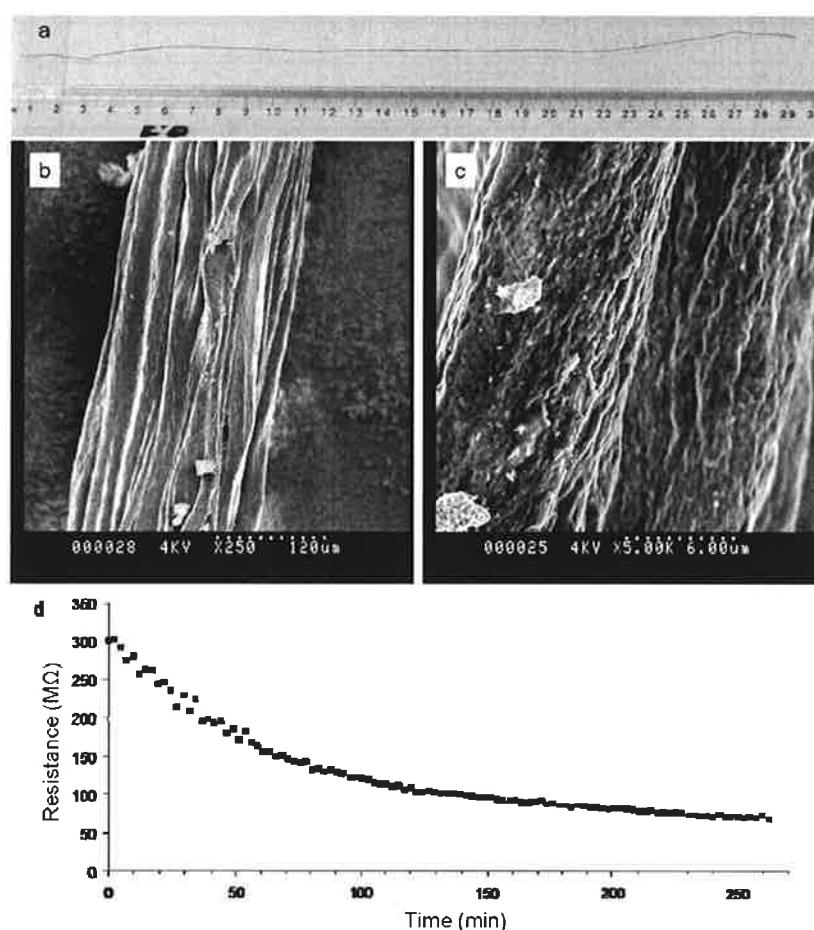 a
1 2 3 4 5 6 7 8 9 10 11 12 13 14 15 16 17 18 19 20 21 22 23 24 25 26 27 28 29
b
c
000028 4KV X250 120um
000025 4KV X5.00K 6.00um
d
350
300
250
200
150
100
50
0
Resistance (MΩ)
0 50 100 150 200 250
Time (min)